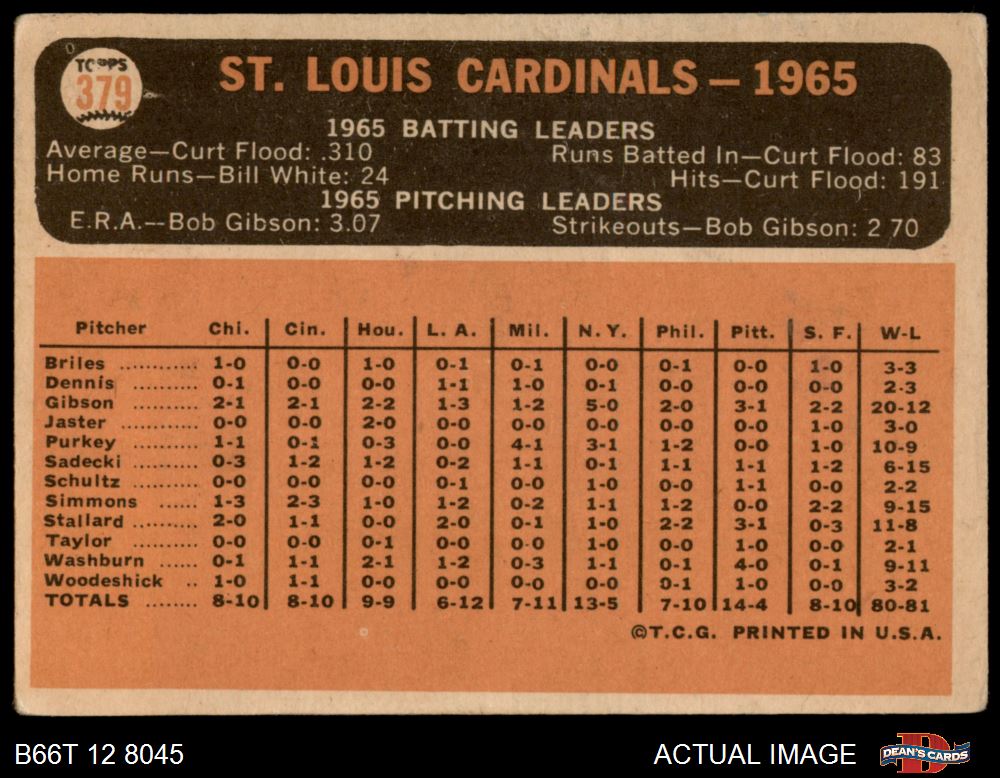 TOPPS
379
ST. LOUIS CARDINALS — 1965
1965 BATTING LEADERS
Average—Curt Flood: .310 Runs Batted In—Curt Flood: 83
Home Runs—Bill White: 24 Hits—Curt Flood: 191
1965 PITCHING LEADERS
E.R.A.—Bob Gibson: 3.07 Strikeouts—Bob Gibson: 2 70
Pitcher Chi. Cin. Hou. L. A. Mil. N. Y. Phil. Pitt. S. F. W-L
Briles ........... 1-0 0-0 1-0 0-1 0-1 0-0 0-1 0-0 1-0 3-3
Dennis .......... 0-1 0-0 0-0 1-1 1-0 0-1 0-0 0-0 0-0 2-3
Gibson .......... 2-1 2-1 2-2 1-3 1-2 5-0 2-0 3-1 2-2 20-12
Jaster .......... 0-0 0-0 2-0 0-0 0-0 0-0 0-0 0-0 1-0 3-0
Purkey .......... 1-1 0-1 0-3 0-0 4-1 3-1 1-2 0-0 1-0 10-9
Sadecki .......... 0-3 1-2 1-2 0-2 1-1 0-1 1-1 1-1 1-2 6-15
Schultz .......... 0-0 0-0 0-0 0-1 0-0 1-0 0-0 1-1 0-0 2-2
Simmons ........ 1-3 2-3 1-0 1-2 0-2 1-1 1-2 0-0 2-2 9-15
Stallard .......... 2-0 1-1 0-0 2-0 0-1 1-0 2-2 3-1 0-3 11-8
Taylor .......... 0-0 0-0 0-1 0-0 0-0 1-0 0-0 1-0 0-0 2-1
Washburn ...... 0-1 1-1 2-1 1-2 0-3 1-1 0-1 4-0 0-1 9-11
Woodeshick .. 1-0 1-1 0-0 0-0 0-0 0-0 0-1 1-0 0-0 3-2
TOTALS ........ 8-10 8-10 9-9 6-12 7-11 13-5 7-10 14-4 8-10 80-81
©T.C.G. PRINTED IN U.S.A.
B66T 12 8045 ACTUAL IMAGE
D
DEAN'S CARDS